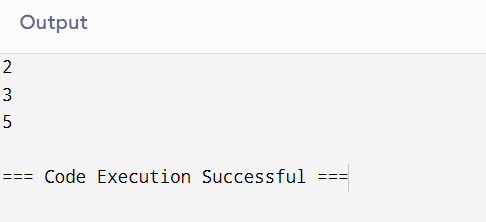 Output
2
3
5
=== Code Execution Successful ===